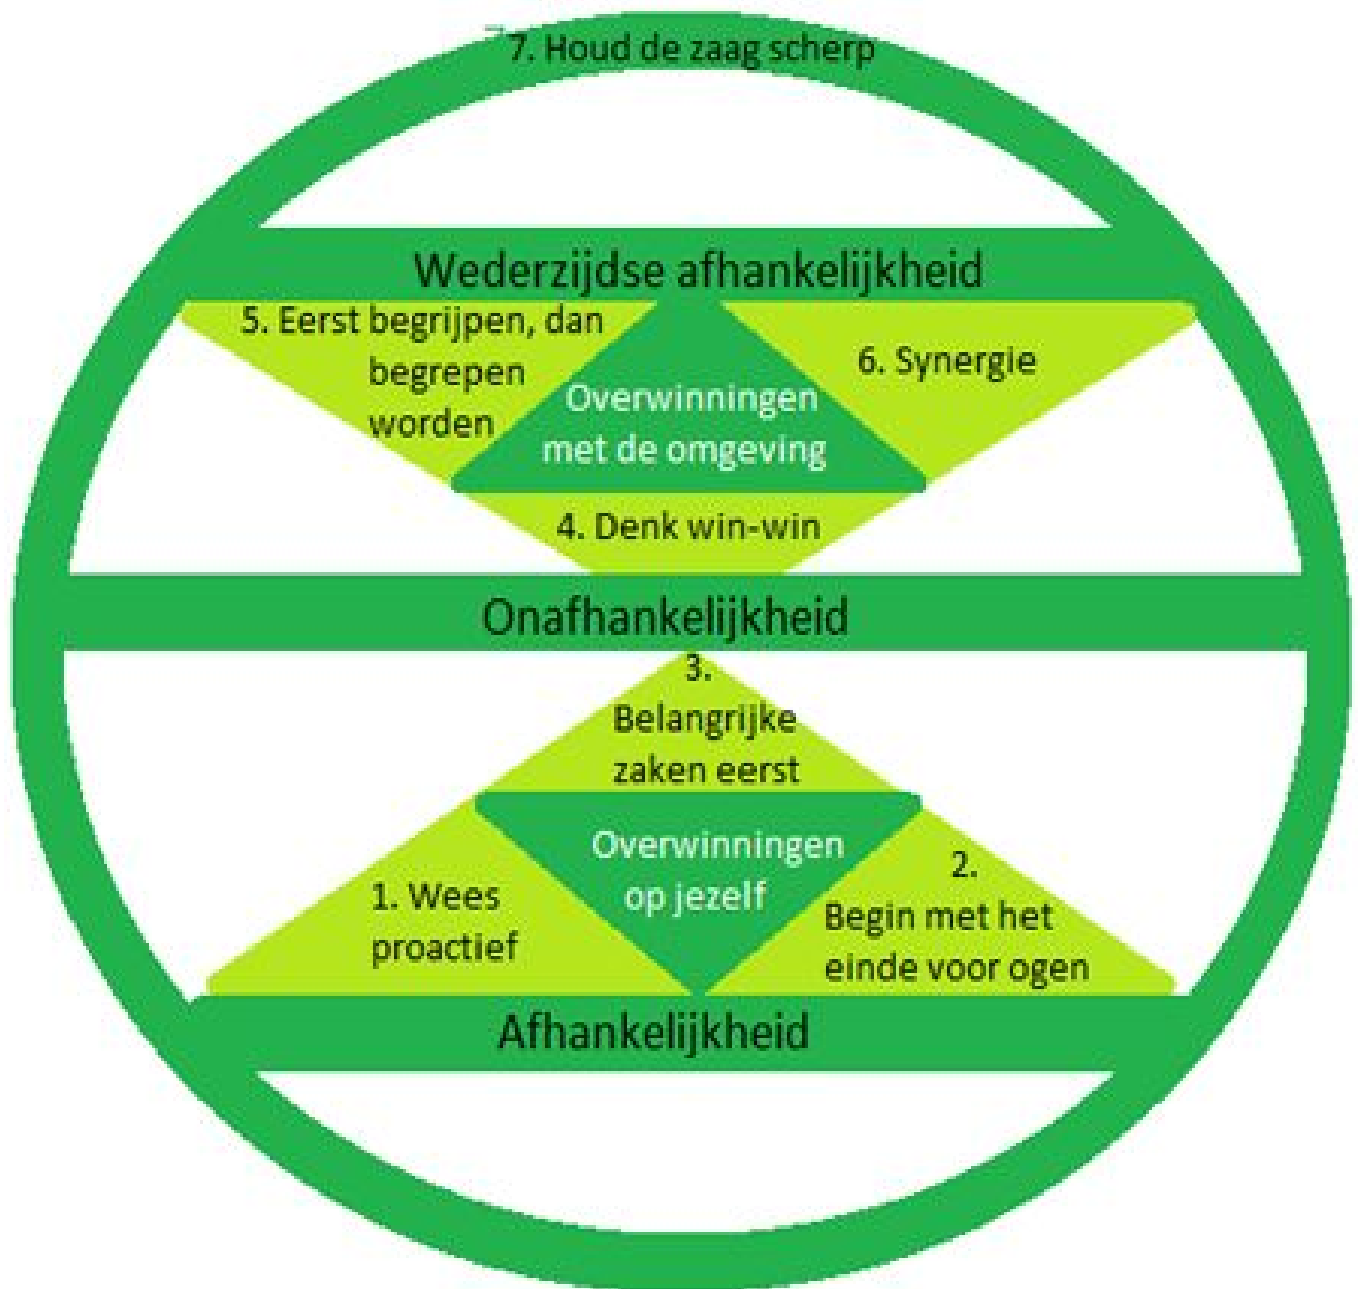 7. Houd de zaag scherp
Wederzijdse afhankelijkheid
5. Eerst begrijpen, dan
begrepen
worden
Overwinningen
met de omgeving
6. Synergie
4. Denk win-win
Onafhankelijkheid
3.
Belangrijke
zaken eerst
Overwinningen
op jezelf
1. Wees
proactief
2.
Begin met het
einde voor ogen
Afhankelijkheid